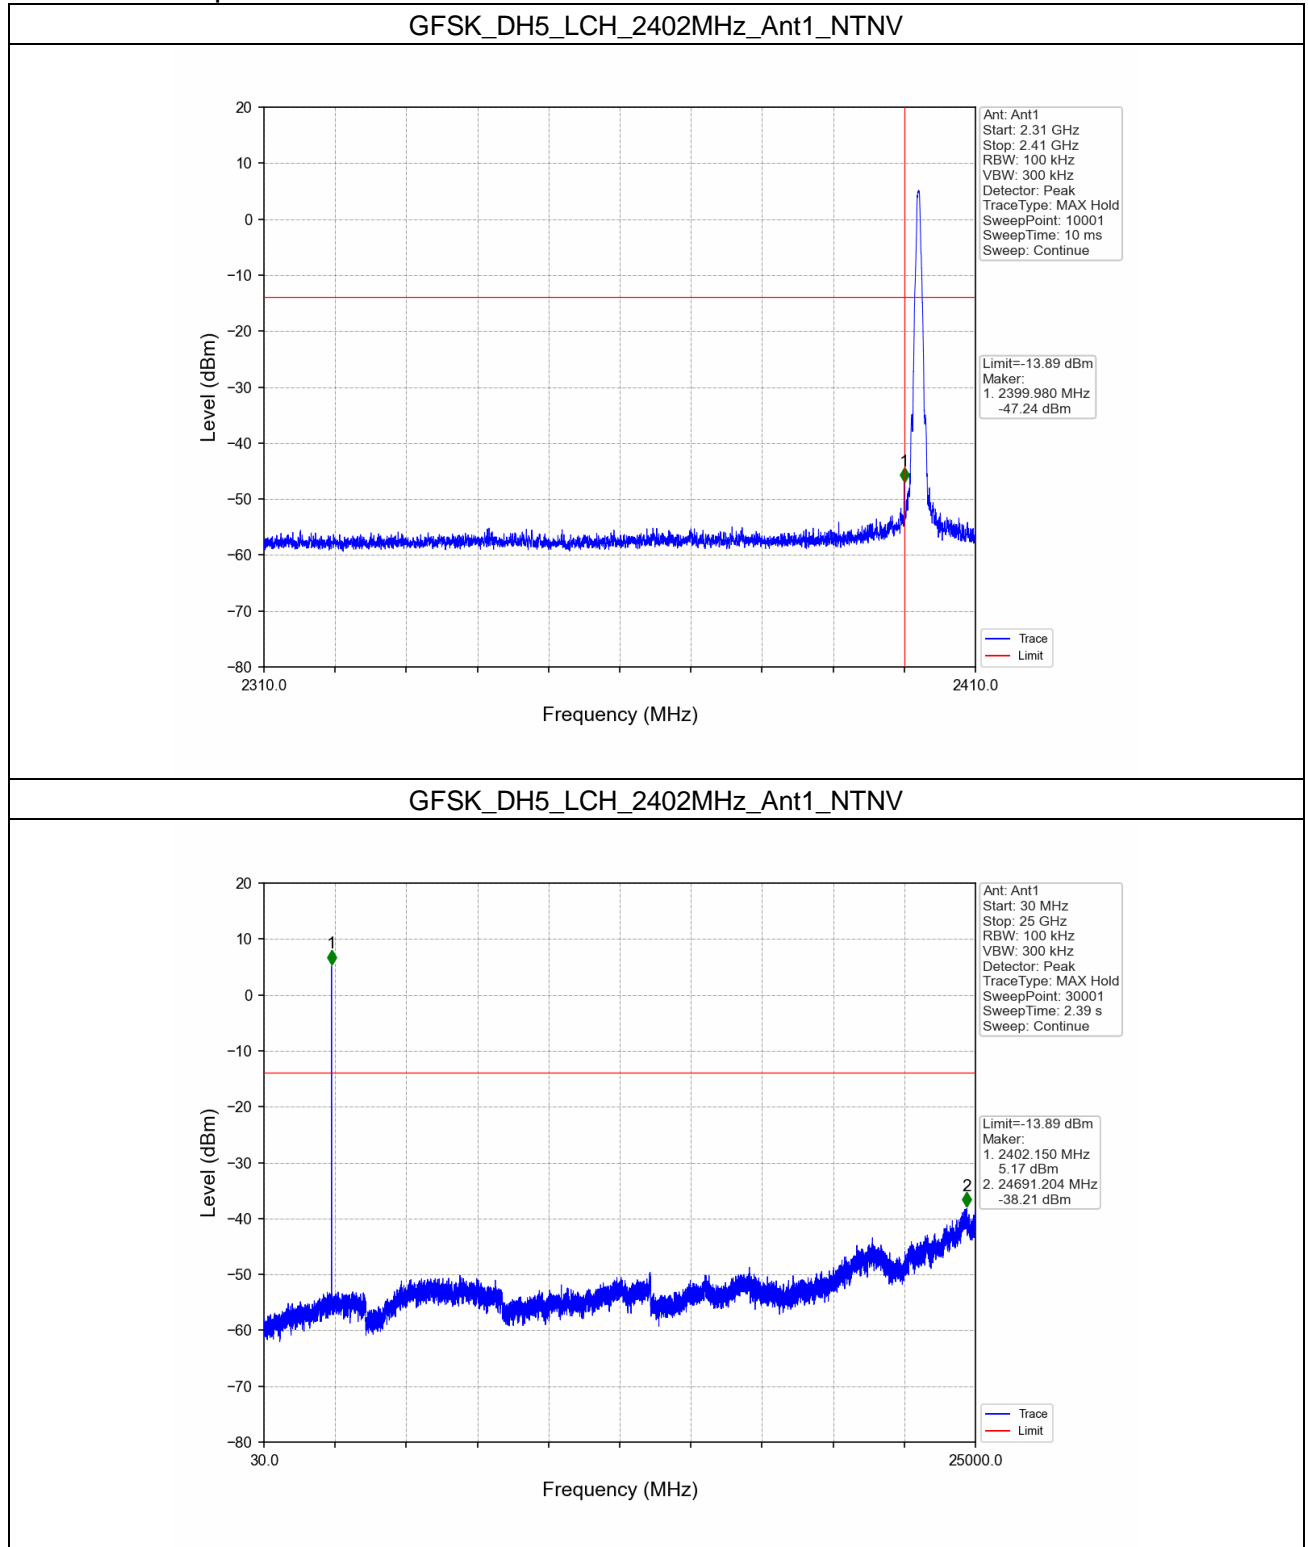 GFSK_DH5_LCH_2402MHz_Ant1_NTNV
20
10
0
−10
−20
−30
−40
−50
−60
−70
−80
Level (dBm)
1
2310.0
2410.0
Frequency (MHz)
Ant: Ant1
Start: 2.31 GHz
Stop: 2.41 GHz
RBW: 100 kHz
VBW: 300 kHz
Detector: Peak
TraceType: MAX Hold
SweepPoint: 10001
SweepTime: 10 ms
Sweep: Continue
Limit=-13.89 dBm
Maker:
1. 2399.980 MHz
-47.24 dBm
Trace
Limit
GFSK_DH5_LCH_2402MHz_Ant1_NTNV
20
10
0
−10
−20
−30
−40
−50
−60
−70
−80
Level (dBm)
1
2
30.0
25000.0
Frequency (MHz)
Ant: Ant1
Start: 30 MHz
Stop: 25 GHz
RBW: 100 kHz
VBW: 300 kHz
Detector: Peak
TraceType: MAX Hold
SweepPoint: 30001
SweepTime: 2.39 s
Sweep: Continue
Limit=-13.89 dBm
Maker:
1. 2402.150 MHz
5.17 dBm
2. 24691.204 MHz
-38.21 dBm
Trace
Limit